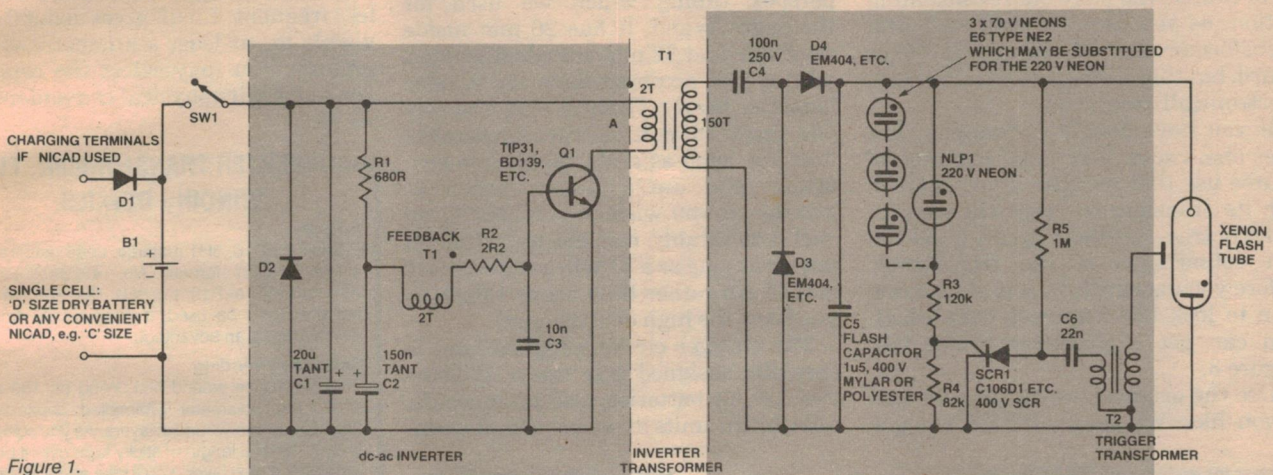 CHARGING TERMINALS
IF NICAD USED
D1
B1
+
–
SINGLE CELL:
'D' SIZE DRY BATTERY
OR ANY CONVENIENT
NICAD, e.g. 'C' SIZE
SW1
D2
R1
680R
20u
TANT
C1
+
150n
TANT
C2
+
FEEDBACK
T1
2T
R2
2R2
10n
C3
TIP31,
BD139,
ETC.
Q1
dc-ac INVERTER
A
2T
T1
150T
INVERTER
TRANSFORMER
100n
250 V
C4
D4
EM404, ETC.
D3
EM404,
ETC.
C5
FLASH
CAPACITOR
1u5, 400 V
MYLAR OR
POLYESTER
3 x 70 V NEONS
E6 TYPE NE2
WHICH MAY BE SUBSTITUTED
FOR THE 220 V NEON
NLP1
220 V NEON
R3
120k
R4
82k
SCR1
C106D1 ETC.
400 V SCR
R5
1M
C6
22n
T2
TRIGGER
TRANSFORMER
XENON
FLASH
TUBE
Figure 1.